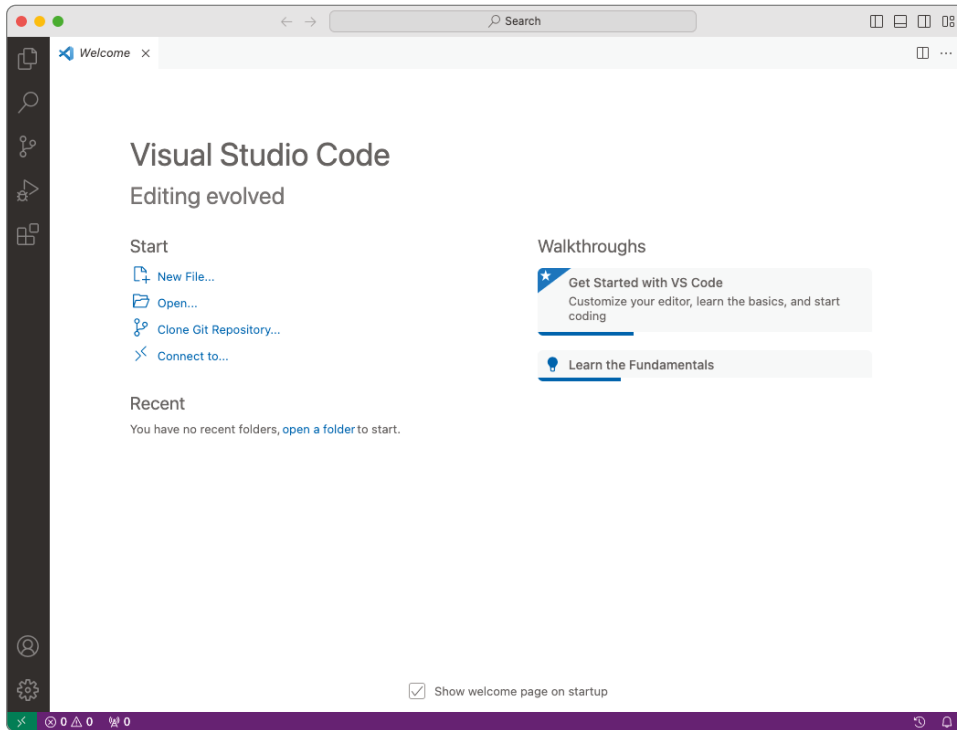 Search
Welcome
Visual Studio Code
Editing evolved
Start
New File...
Open...
Clone Git Repository...
Connect to...
Recent
You have no recent folders, open a folder to start.
Walkthroughs
Get Started with VS Code
Customize your editor, learn the basics, and start
coding
Learn the Fundamentals
Show welcome page on startup
0 0 0